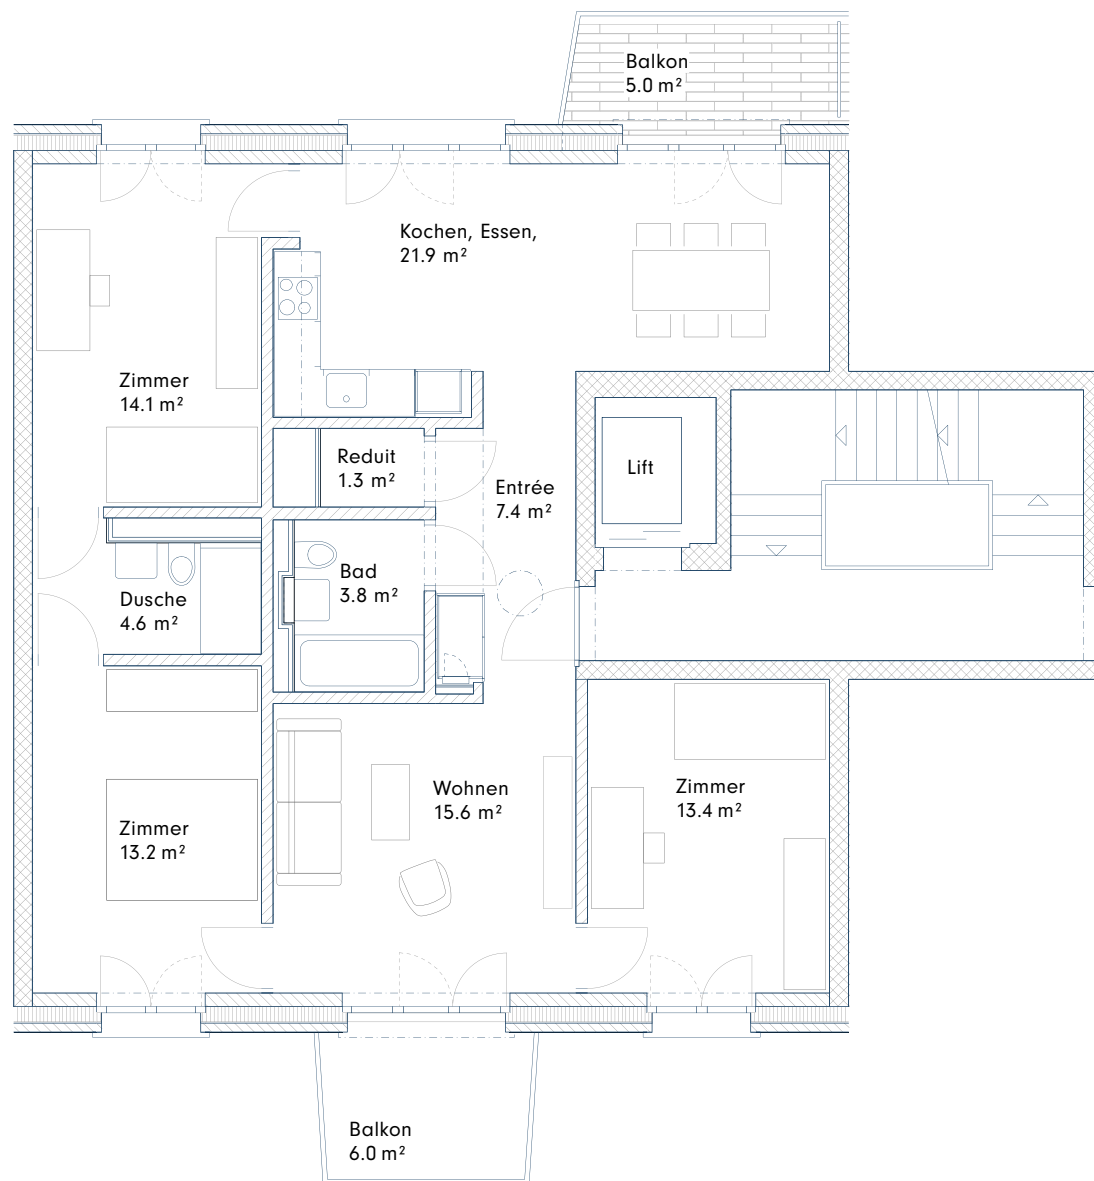 Balkon
5.0 m²
Kochen, Essen,
21.9 m²
Zimmer
14.1 m²
Reduit
1.3 m²
Lift
Entrée
7.4 m²
Bad
3.8 m²
Dusche
4.6 m²
Wohnen
15.6 m²
Zimmer
13.4 m²
Zimmer
13.2 m²
Balkon
6.0 m²